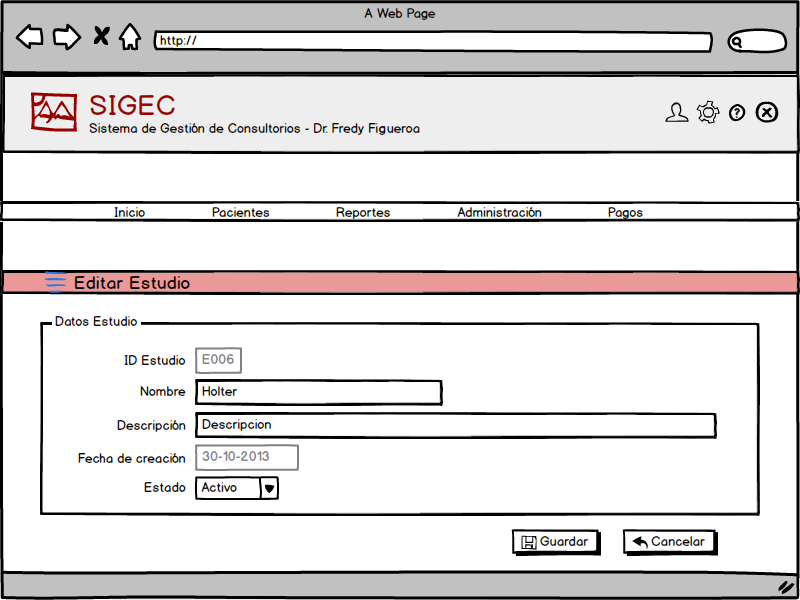 A Web Page
http://
SIGEC
Sistema de Gestión de Consultorios - Dr. Fredy Figueroa
Inicio Pacientes Reportes Administración Pagos
Editar Estudio
Datos Estudio
ID Estudio E006
Nombre Holter
Descripción Descripcion
Fecha de creación 30-10-2013
Estado Activo
Guardar Cancelar